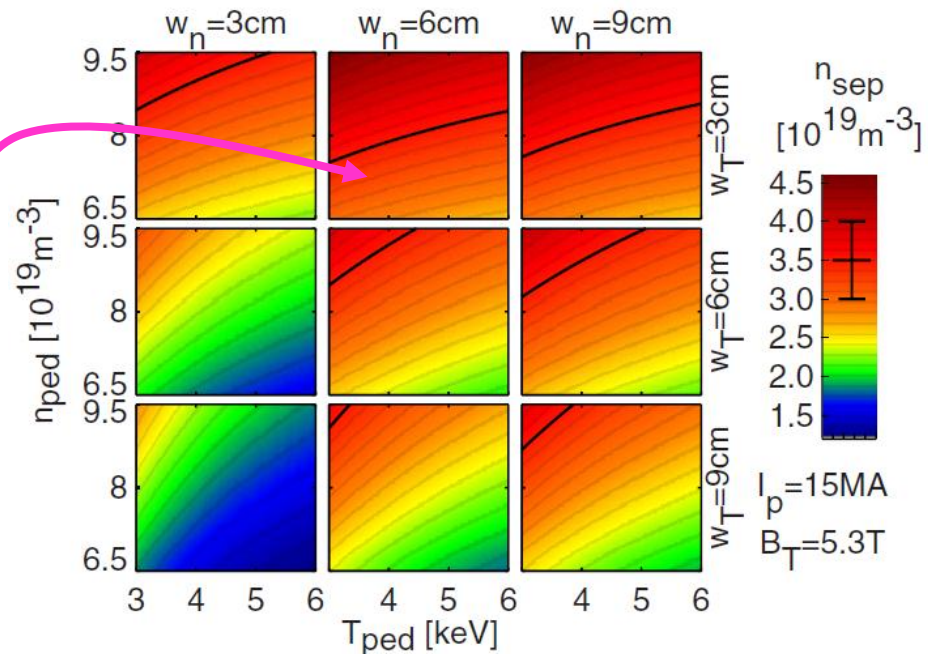 w_n=3cm w_n=6cm w_n=9cm
9.5
8
6.5
9.5
8
6.5
9.5
8
6.5
n_ped [10^19 m^-3]
3 4 5 6 4 5 6 4 5 6
T_ped [keV]
w_T=3cm
w_T=6cm
w_T=9cm
n_sep
[10^19 m^-3]
4.5
4.0
3.5
3.0
2.5
2.0
1.5
I_p=15MA
B_T=5.3T